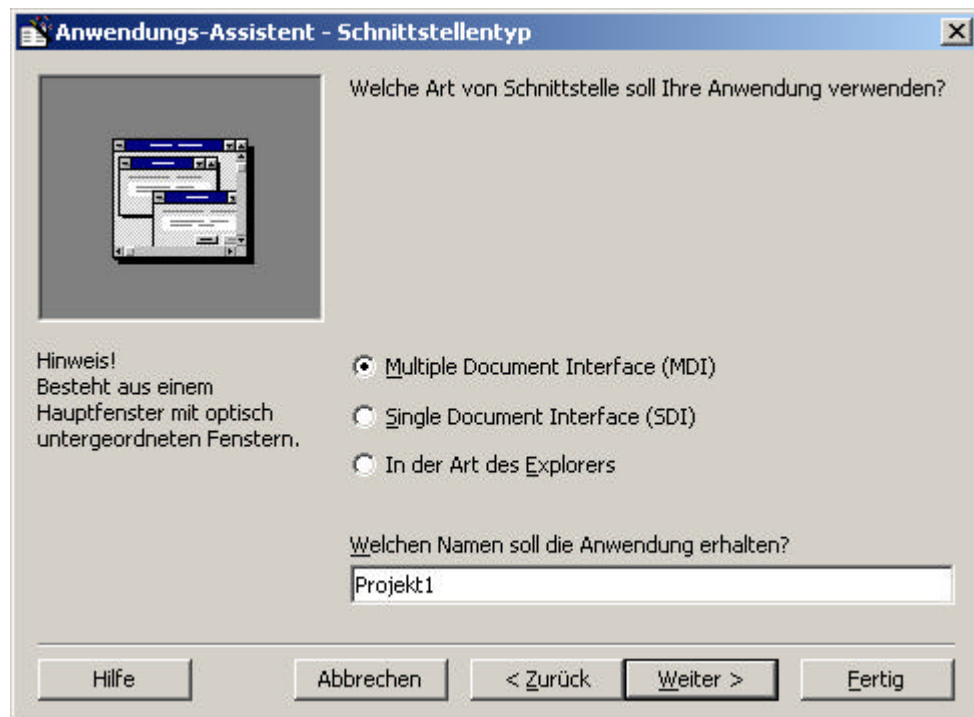 Anwendungs-Assistent - Schnittstellentyp
Welche Art von Schnittstelle soll Ihre Anwendung verwenden?
Hinweis!
Besteht aus einem
Hauptfenster mit optisch
untergeordneten Fenstern.
Multiple Document Interface (MDI)
Single Document Interface (SDI)
In der Art des Explorers
Welchen Namen soll die Anwendung erhalten?
Projekt1
Hilfe
Abbrechen
< Zurück
Weiter >
Fertig